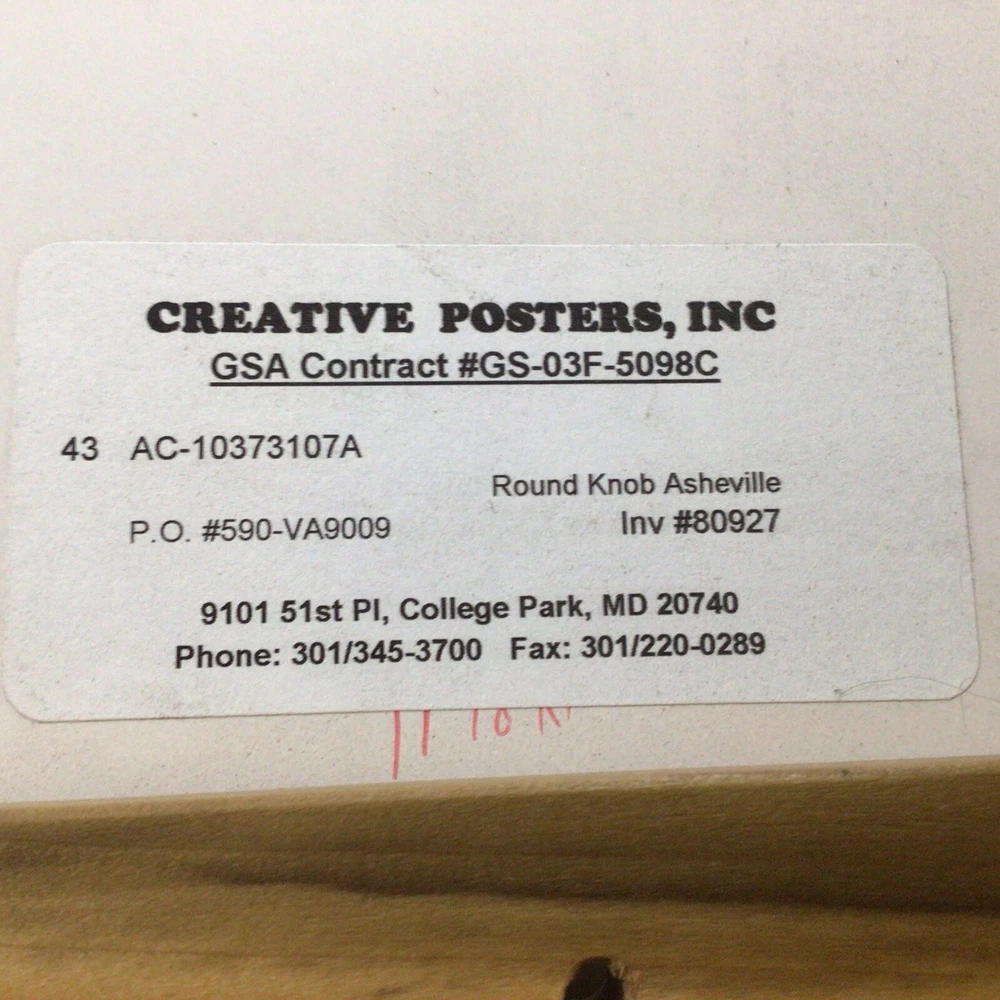 CREATIVE POSTERS, INC
GSA Contract #GS-03F-5098C
43 AC-10373107A
Round Knob Asheville
P.O. #590-VA9009
Inv #80927
9101 51st Pl, College Park, MD 20740
Phone: 301/345-3700 Fax: 301/220-0289